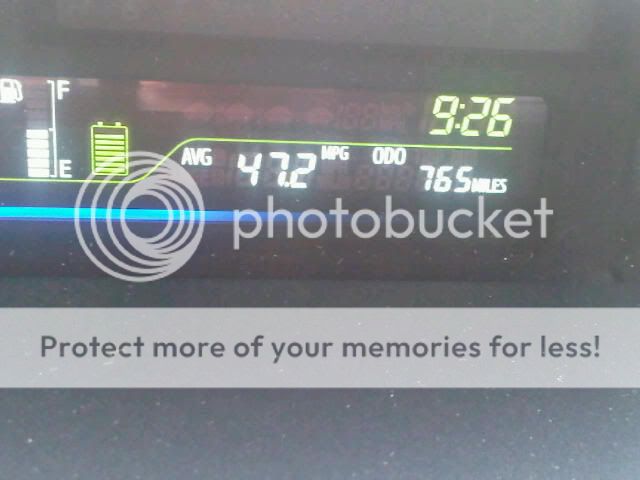 F
9:26
AVG 47.2 MPG ODO 765 MILES
E
photobucket
Protect more of your memories for less!